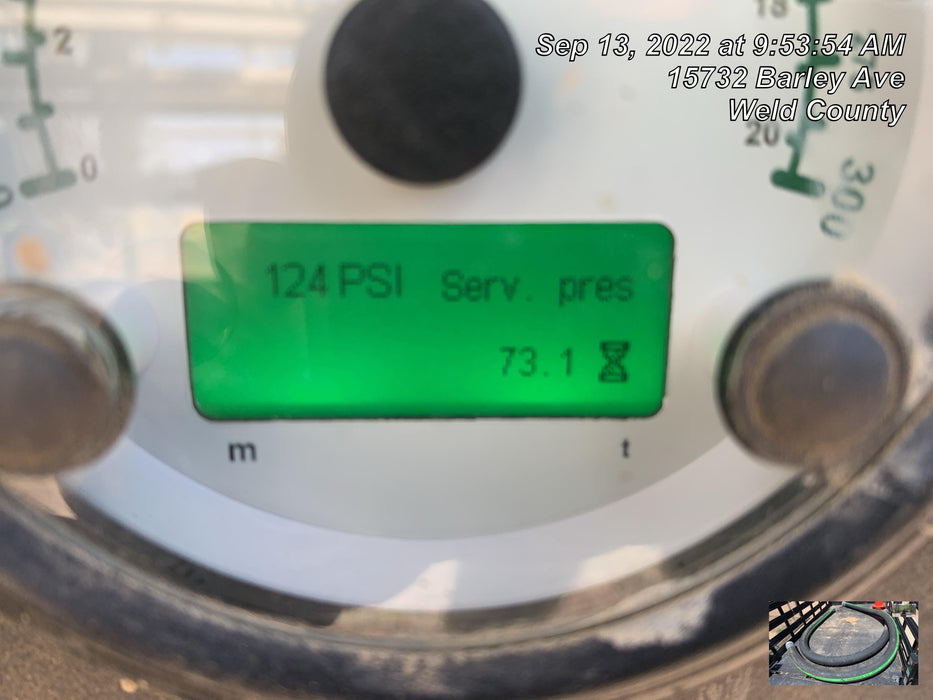 18
Sep 13, 2022 at 9:53:54 AM
2
15732 Barley Ave
Weld County
20
0
300
124 PSI Serv. pres
73.1
m t